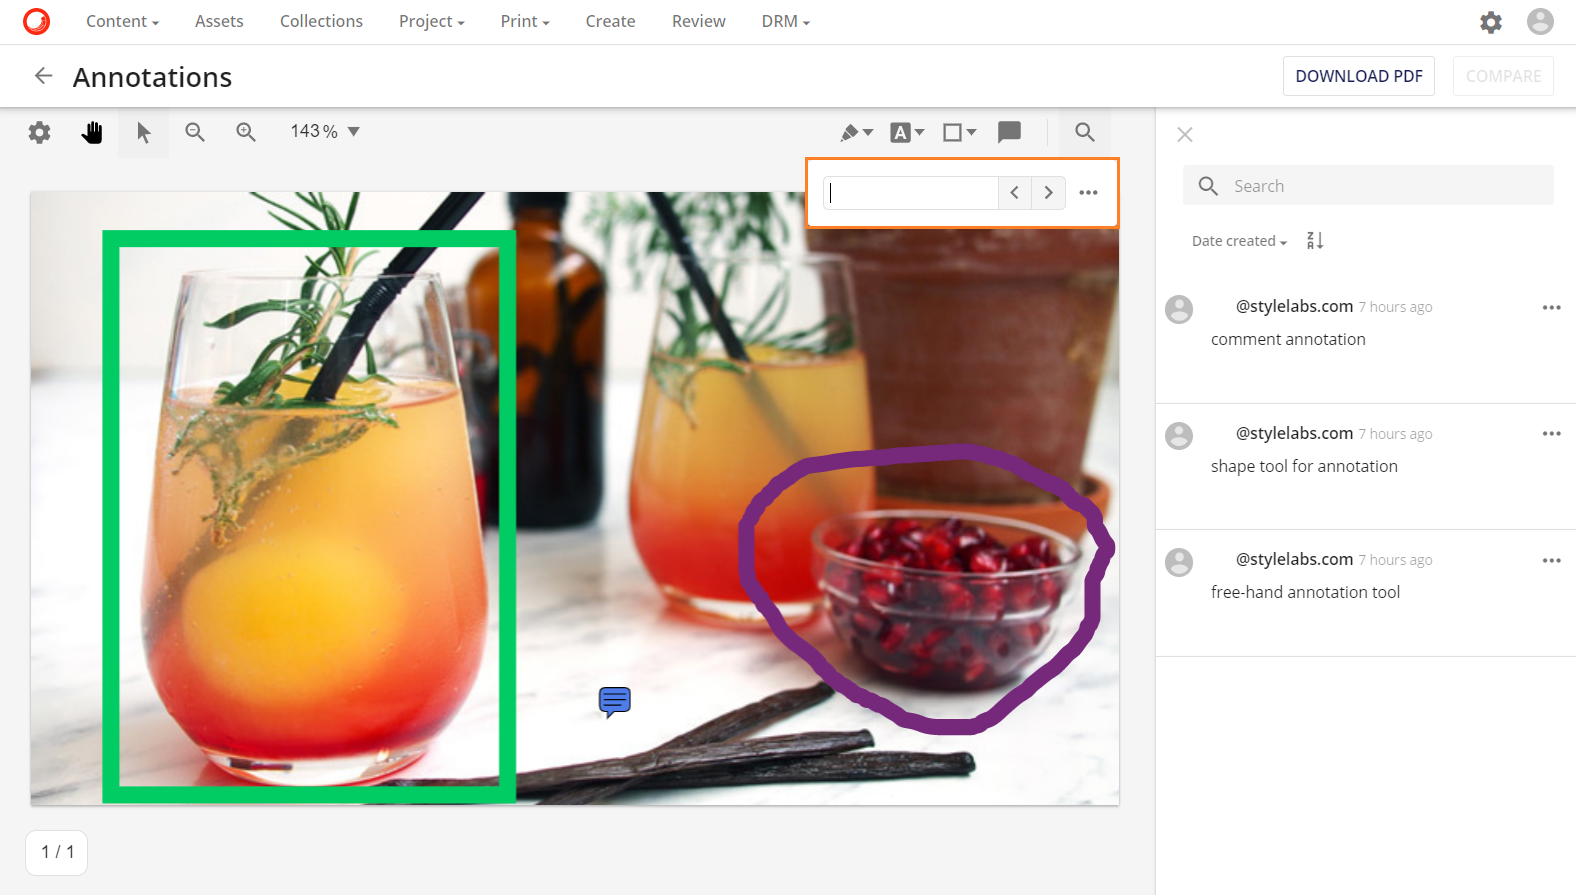 Content Assets Collections Project Print Create Review DRM
Annotations
DOWNLOAD PDF COMPARE
143 %
A
Search
Date created
Z
A
@stylelabs.com 7 hours ago
comment annotation
@stylelabs.com 7 hours ago
shape tool for annotation
@stylelabs.com 7 hours ago
free-hand annotation tool
1 / 1